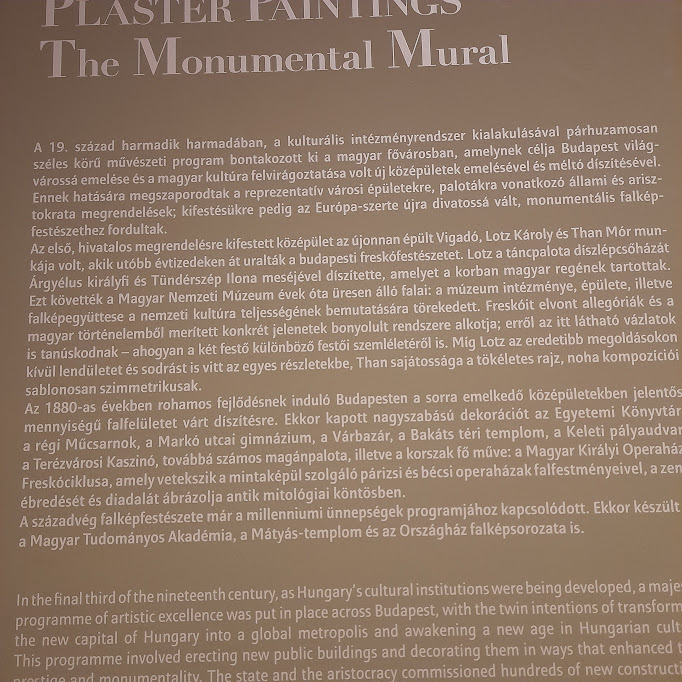 PLASTER PAINTINGS
The Monumental Mural
A 19. század harmadik harmadában, a kulturális intézményrendszer kialakulásával párhuzamosan
széles körű művészeti program bontakozott ki a magyar fővárosban, amelynek célja Budapest világ-
várossá emelése és a magyar kultúra felvirágoztatása volt új középületek emelésével és méltó díszítésével.
Ennek hatására megszaporodtak a reprezentatív városi épületekre, palotákra vonatkozó állami és arisz-
tokrata megrendelések; kifestésükre pedig az Európa-szerte újra divatossá vált, monumentális falkép-
festészethez fordultak.
Az első, hivatalos megrendelésre kifestett középület az újonnan épült Vigadó, Lotz Károly és Than Mór mun-
kája volt, akik utóbb évtizedeken át uralták a budapesti freskófestészetet. Lotz a táncpalota díszlépcsőházát
Árgyélus királyfi és Tündérszép Ilona meséjével díszítette, amelyet a korban magyar regének tartottak.
Ezt követték a Magyar Nemzeti Múzeum évek óta üresen álló falai: a múzeum intézménye, épülete, illetve
falképegyüttese a nemzeti kultúra teljességének bemutatására törekedett. Freskóit elvont allegóriák és a
magyar történelemből merített konkrét jelenetek bonyolult rendszere alkotja; erről az itt látható vázlatok
is tanúskodnak – ahogyan a két festő különböző festői szemléletéről is. Míg Lotz az eredetibb megoldásokon
kívül lendületet és sodrást is vitt az egyes részletekbe, Than sajátossága a tökéletes rajz, noha kompozíciói
sablonosan szimmetrikusak.
Az 1880-as években rohamos fejlődésnek induló Budapesten a sorra emelkedő középületekben jelentős
mennyiségű falfelületet várt díszítésre. Ekkor kapott nagyszabású dekorációt az Egyetemi Könyvtár
a régi Műcsarnok, a Markó utcai gimnázium, a Várbazár, a Bakáts téri templom, a Keleti pályaudvar
a Terézvárosi Kaszinó, továbbá számos magánpalota, illetve a korszak fő műve: a Magyar Királyi Operaház
Freskóciklusa, amely vetekszik a mintaképül szolgáló párizsi és bécsi operaházak falfestményeivel, a zen
ébredését és diadalát ábrázolja antik mitológiai köntösben.
A századvég falképfestészete már a millenniumi ünnepségek programjához kapcsolódott. Ekkor készült
a Magyar Tudományos Akadémia, a Mátyás-templom és az Országház falképsorozata is.
In the final third of the nineteenth century, as Hungary's cultural institutions were being developed, a maje
programme of artistic excellence was put in place across Budapest, with the twin intentions of transform
the new capital of Hungary into a global metropolis and awakening a new age in Hungarian cult
This programme involved erecting new public buildings and decorating them in ways that enhanced t
prestige and monumentality. The state and the aristocracy commissioned hundreds of new constructi